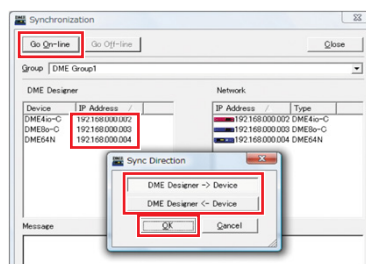 Synchronization
Go On-line Go Off-line Close
Group DME Group1
DME Designer Network
Device IP Address / IP Address / Type
DME4io-C 192.168.000.002 192.168.000.002 DME4io-C
DME8o-C 192.168.000.003 192.168.000.003 DME8o-C
DME64N 192.168.000.004 192.168.000.004 DME64N
Sync Direction
DME Designer -> Device
DME Designer <- Device
OK Cancel
Message